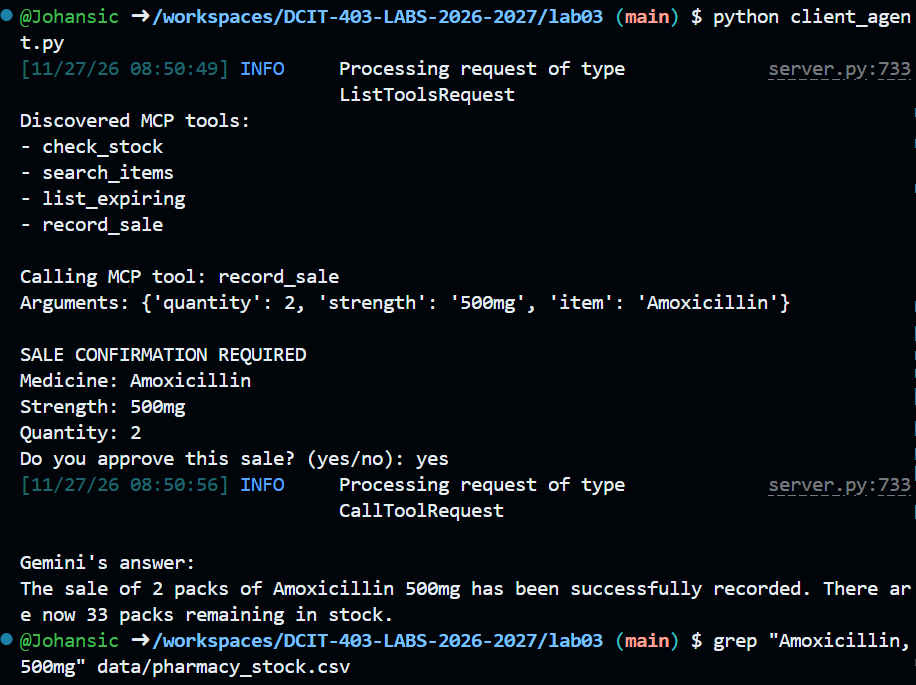 @Johansic ➜/workspaces/DCIT-403-LABS-2026-2027/lab03 (main) $ python client_agen
t.py
[11/27/26 08:50:49] INFO     Processing request of type             server.py:733
                             ListToolsRequest
Discovered MCP tools:
- check_stock
- search_items
- list_expiring
- record_sale

Calling MCP tool: record_sale
Arguments: {'quantity': 2, 'strength': '500mg', 'item': 'Amoxicillin'}

SALE CONFIRMATION REQUIRED
Medicine: Amoxicillin
Strength: 500mg
Quantity: 2
Do you approve this sale? (yes/no): yes
[11/27/26 08:50:56] INFO     Processing request of type             server.py:733
                             CallToolRequest

Gemini's answer:
The sale of 2 packs of Amoxicillin 500mg has been successfully recorded. There ar
e now 33 packs remaining in stock.
@Johansic ➜/workspaces/DCIT-403-LABS-2026-2027/lab03 (main) $ grep "Amoxicillin,
500mg" data/pharmacy_stock.csv